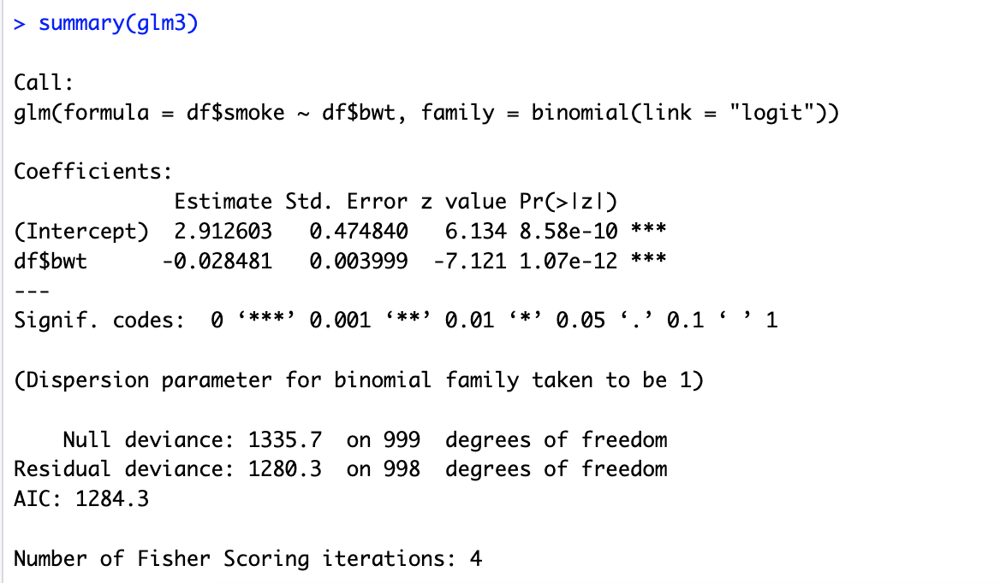 > summary(glm3)
Call:
glm(formula = df$smoke ~ df$bwt, family = binomial(link = "logit"))
Coefficients:
             Estimate Std. Error z value Pr(>|z|)
(Intercept)  2.912603   0.474840   6.134 8.58e-10 ***
df$bwt      -0.028481   0.003999  -7.121 1.07e-12 ***
---
Signif. codes:  0 ‘***’ 0.001 ‘**’ 0.01 ‘*’ 0.05 ‘.’ 0.1 ‘ ’ 1
(Dispersion parameter for binomial family taken to be 1)
    Null deviance: 1335.7  on 999  degrees of freedom
Residual deviance: 1280.3  on 998  degrees of freedom
AIC: 1284.3
Number of Fisher Scoring iterations: 4